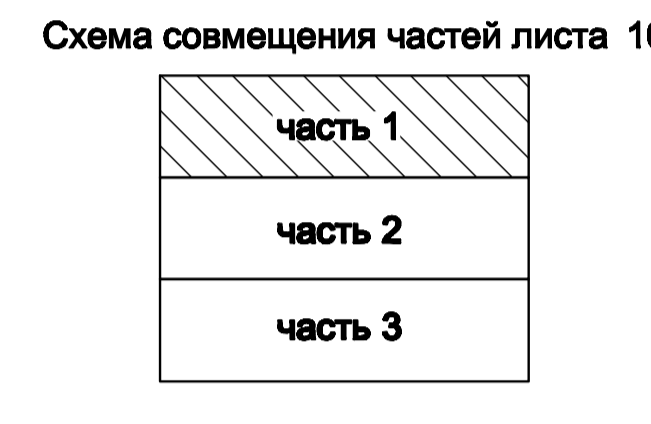 Схема совмещения частей листа
часть 1
часть 2
часть 3